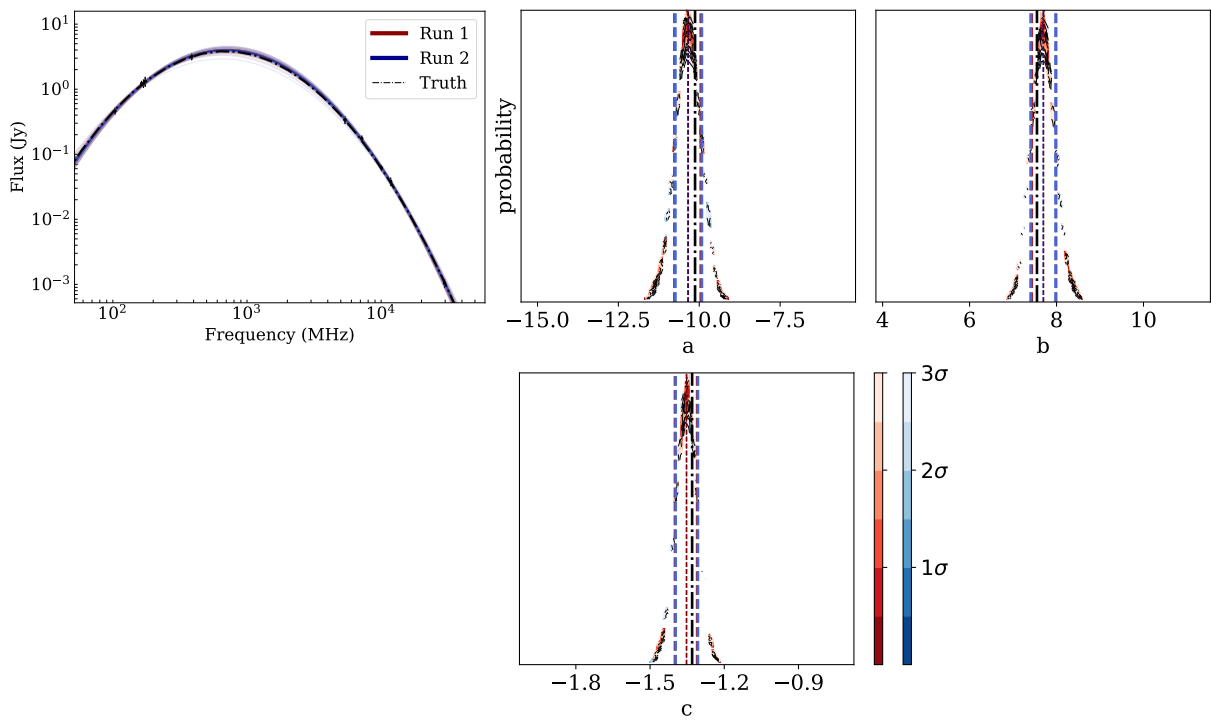 10¹
10⁰
10⁻¹
10⁻²
10⁻³
Flux (Jy)
Run 1
Run 2
Truth
10² 10³ 10⁴
Frequency (MHz)
probability
−15.0 −12.5 −10.0 −7.5
a
4 6 8 10
b
−1.8 −1.5 −1.2 −0.9
c
3σ
2σ
1σ